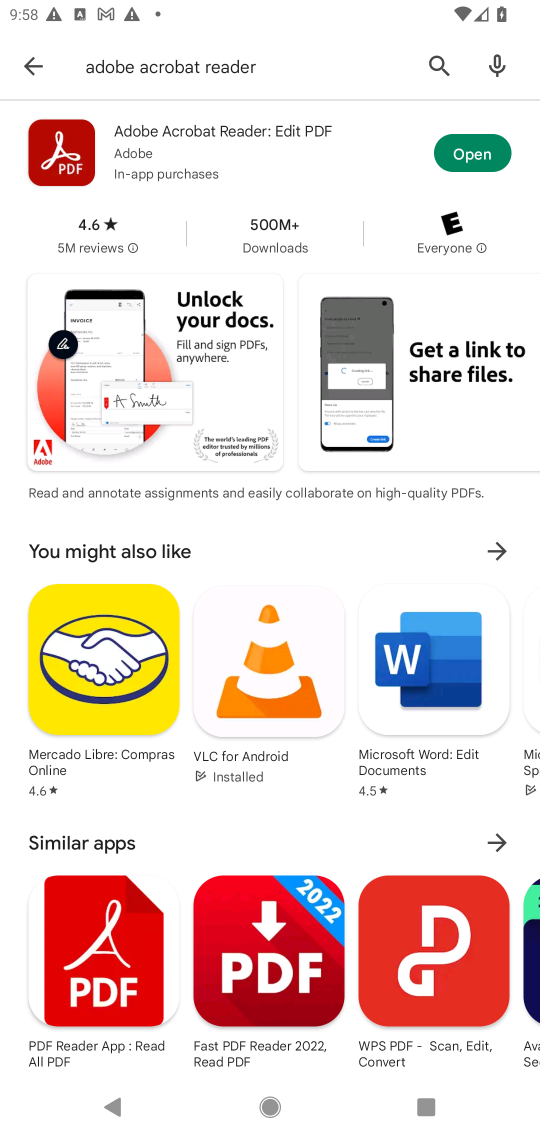 9:58
adobe acrobat reader
Adobe Acrobat Reader: Edit PDF
Adobe
In-app purchases
Open
PDF
4.6★
5M reviews
500M+
Downloads
E
Everyone
INVOICE
A Smith
Adobe
Unlock
your docs.
Fill and sign PDFs,
anywhere.
The world's leading PDF
editor trusted by millions
of professionals
Get a link to
share files.
Read and annotate assignments and easily collaborate on high-quality PDFs.
You might also like
W
Mercado Libre: Compras
Online
4.6★
VLC for Android
Installed
Microsoft Word: Edit
Documents
4.5★
Mic
Sp
Similar apps
PDF
2022
PDF
PDF Reader App : Read
All PDF
Fast PDF Reader 2022,
Read PDF
WPS PDF - Scan, Edit,
Convert
Ava
Sec